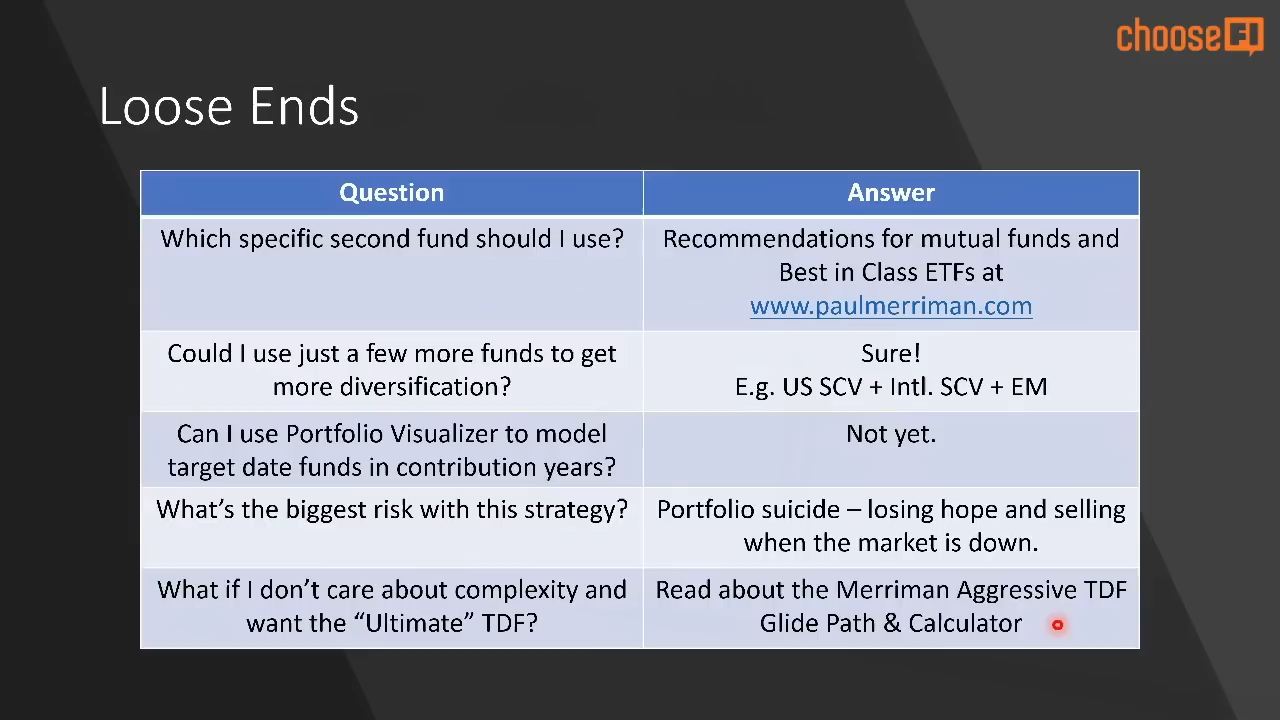 chooseFI
Loose Ends
Question
Answer
Which specific second fund should I use?
Recommendations for mutual funds and
Best in Class ETFs at
www.paulmerriman.com
Could I use just a few more funds to get
more diversification?
Sure!
E.g. US SCV + Intl. SCV + EM
Can I use Portfolio Visualizer to model
target date funds in contribution years?
Not yet.
What’s the biggest risk with this strategy?
Portfolio suicide – losing hope and selling
when the market is down.
What if I don’t care about complexity and
want the “Ultimate” TDF?
Read about the Merriman Aggressive TDF
Glide Path & Calculator